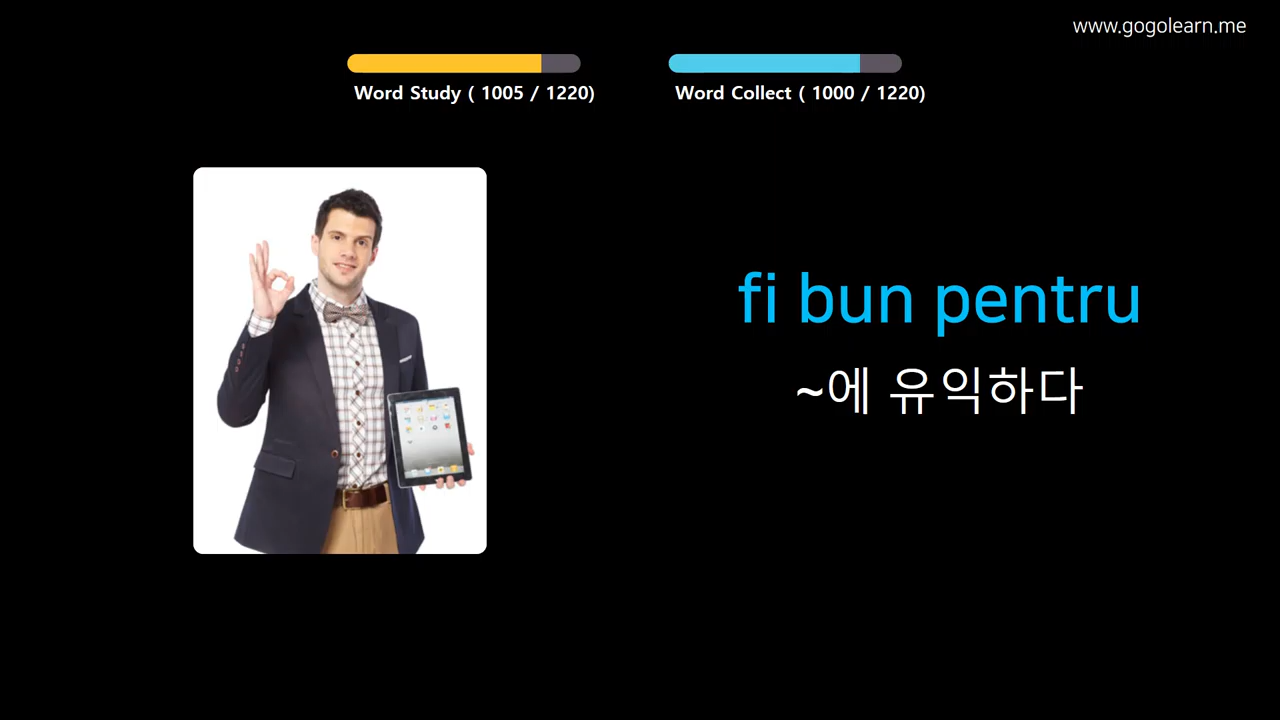 www.gogolearn.me
Word Study ( 1005 / 1220)
Word Collect ( 1000 / 1220)
fi bun pentru
~에 유익하다